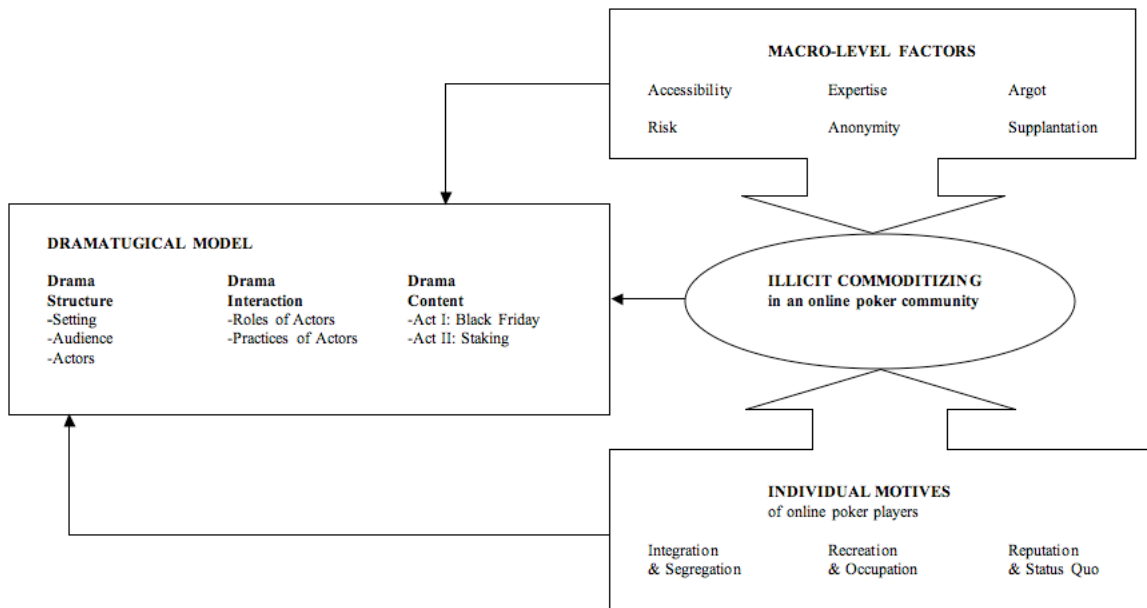 MACRO-LEVEL FACTORS
Accessibility Expertise Argot
Risk Anonymity Supplantation
DRAMATUGICAL MODEL
Drama Drama Drama
Structure Interaction Content
-Setting -Roles of Actors -Act I: Black Friday
-Audience -Practices of Actors -Act II: Staking
-Actors
ILLICIT COMMODITIZING
in an online poker community
INDIVIDUAL MOTIVES
of online poker players
Integration Recreation Reputation
& Segregation & Occupation & Status Quo